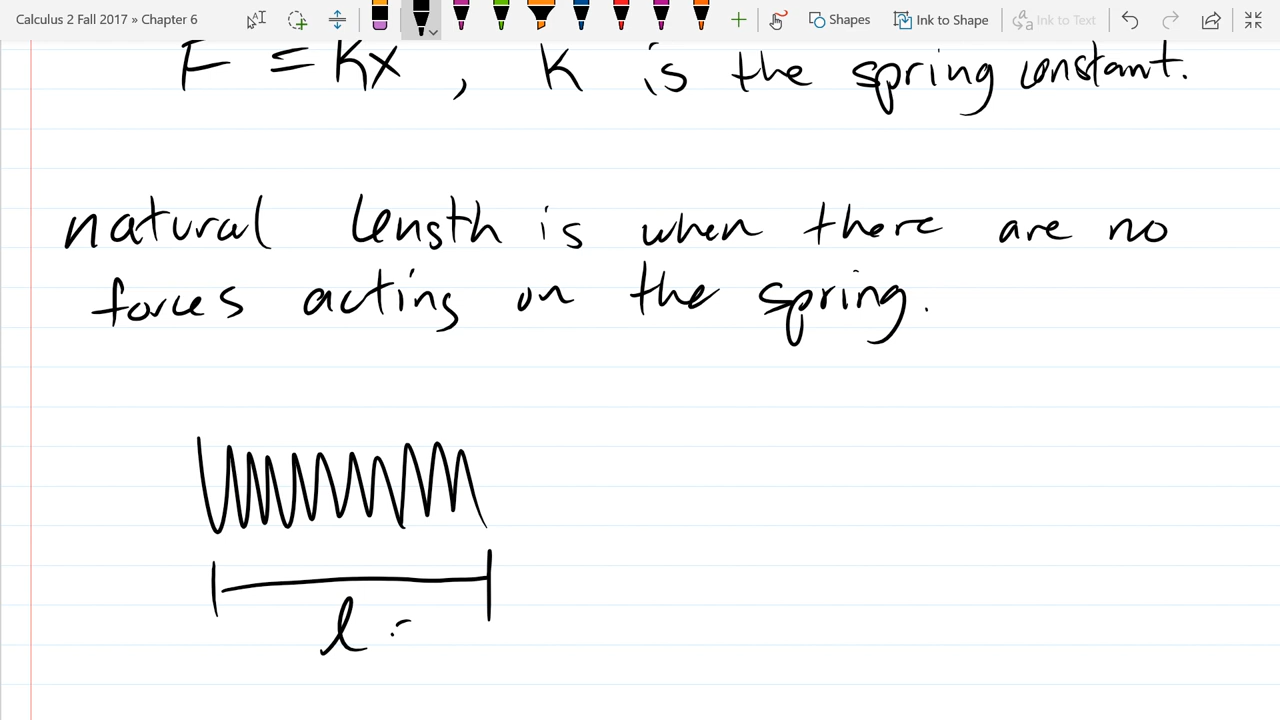 Calculus 2 Fall 2017 » Chapter 6
Shapes
Ink to Shape
Ink to Text
F = Kx , K is the spring constant.
natural length is when there are no
forces acting on the spring.
l